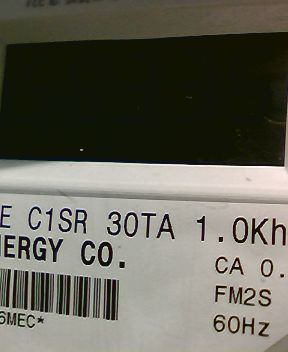 E C1SR 30TA 1.0Kh
ERGY CO.
CA 0.
FM2S
6MEC*
60Hz